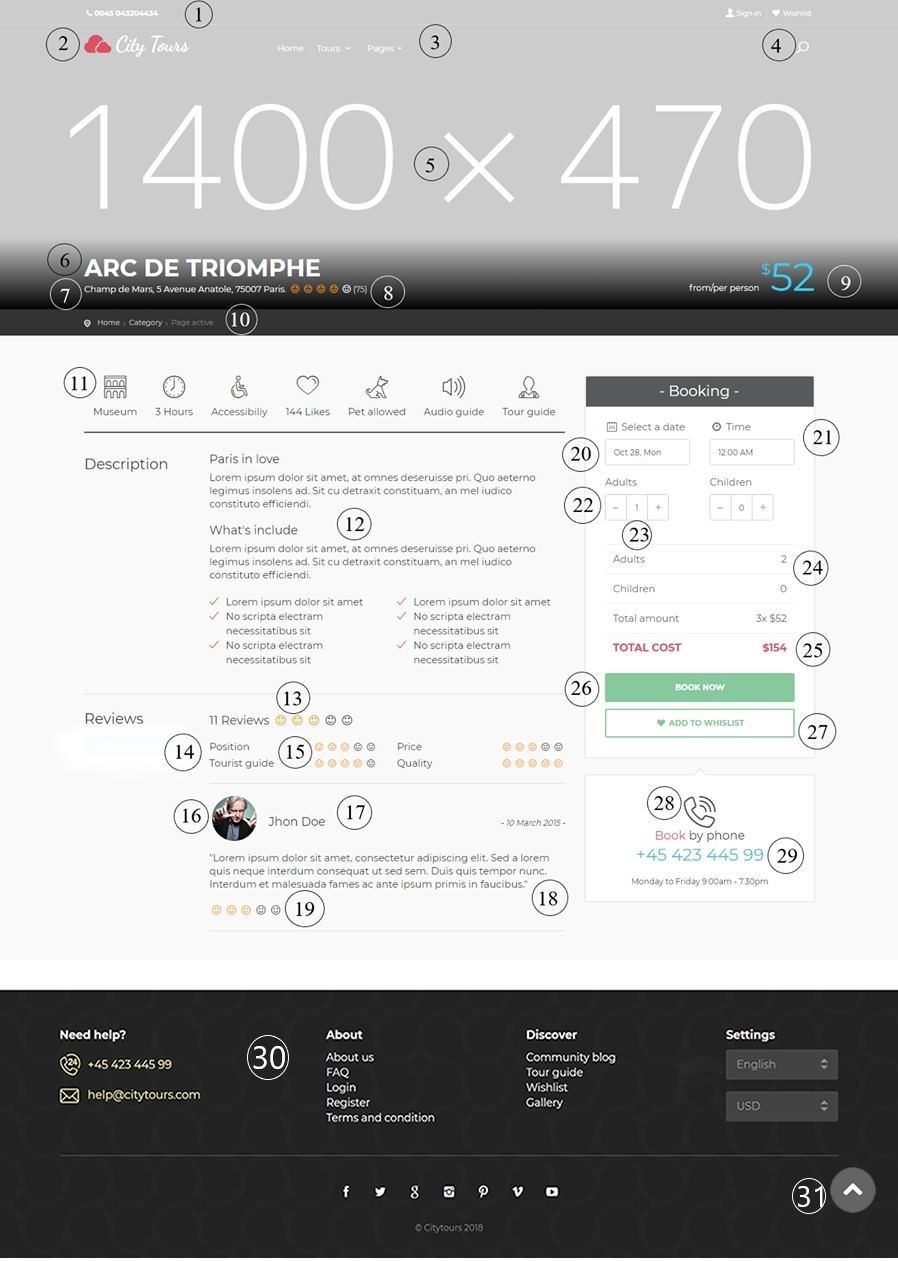 0045 043204434
1
Sign in
Wishlist
2
City Tours
Home Tours Pages
3
4
1400 × 470
5
6
ARC DE TRIOMPHE
7
Champ de Mars, 5 Avenue Anatole, 75007 Paris.
(75)
8
from/per person $52
9
Home › Category › Page active
10
11
Museum
3 Hours
Accessibiliy
144 Likes
Pet allowed
Audio guide
Tour guide
Description
Paris in love
Lorem ipsum dolor sit amet, at omnes deseruisse pri. Quo aeterno
legimus insolens ad. Sit cu detraxit constituam, an mel iudico
constituto efficiendi.
What's include
12
Lorem ipsum dolor sit amet, at omnes deseruisse pri. Quo aeterno
legimus insolens ad. Sit cu detraxit constituam, an mel iudico
constituto efficiendi.
Lorem ipsum dolor sit amet
No scripta electram
necessitatibus sit
No scripta electram
necessitatibus sit
Lorem ipsum dolor sit amet
No scripta electram
necessitatibus sit
No scripta electram
necessitatibus sit
Reviews
13
11 Reviews
14
Position
15
Price
Tourist guide
Quality
16
Jhon Doe
17
- 10 March 2015 -
"Lorem ipsum dolor sit amet, consectetur adipiscing elit. Sed a lorem
quis neque interdum consequat ut sed sem. Duis quis tempor nunc.
Interdum et malesuada fames ac ante ipsum primis in faucibus."
18
19
- Booking -
Select a date
Time
20
Oct 28, Mon
12:00 AM
21
Adults
Children
22
− 1 +
− 0 +
23
Adults 2
24
Children 0
Total amount 3x $52
TOTAL COST $154
25
26
BOOK NOW
ADD TO WHISLIST
27
28
Book by phone
+45 423 445 99
29
Monday to Friday 9.00am - 7.30pm
Need help?
+45 423 445 99
help@citytours.com
30
About
About us
FAQ
Login
Register
Terms and condition
Discover
Community blog
Tour guide
Wishlist
Gallery
Settings
English
USD
31
© Citytours 2018